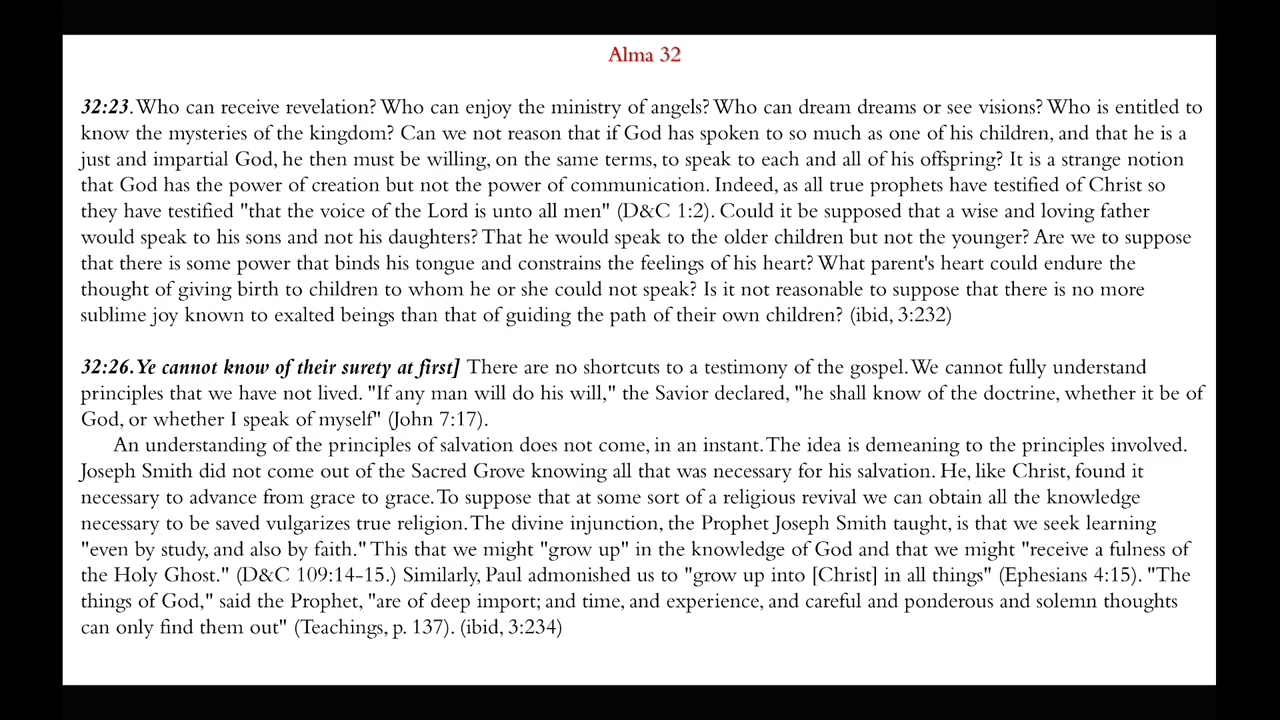 Alma 32
32:23. Who can receive revelation? Who can enjoy the ministry of angels? Who can dream dreams or see visions? Who is entitled to
know the mysteries of the kingdom? Can we not reason that if God has spoken to so much as one of his children, and that he is a
just and impartial God, he then must be willing, on the same terms, to speak to each and all of his offspring? It is a strange notion
that God has the power of creation but not the power of communication. Indeed, as all true prophets have testified of Christ so
they have testified "that the voice of the Lord is unto all men" (D&C 1:2). Could it be supposed that a wise and loving father
would speak to his sons and not his daughters? That he would speak to the older children but not the younger? Are we to suppose
that there is some power that binds his tongue and constrains the feelings of his heart? What parent's heart could endure the
thought of giving birth to children to whom he or she could not speak? Is it not reasonable to suppose that there is no more
sublime joy known to exalted beings than that of guiding the path of their own children? (ibid, 3:232)
32:26. Ye cannot know of their surety at first] There are no shortcuts to a testimony of the gospel. We cannot fully understand
principles that we have not lived. "If any man will do his will," the Savior declared, "he shall know of the doctrine, whether it be of
God, or whether I speak of myself" (John 7:17).
An understanding of the principles of salvation does not come, in an instant. The idea is demeaning to the principles involved.
Joseph Smith did not come out of the Sacred Grove knowing all that was necessary for his salvation. He, like Christ, found it
necessary to advance from grace to grace. To suppose that at some sort of a religious revival we can obtain all the knowledge
necessary to be saved vulgarizes true religion. The divine injunction, the Prophet Joseph Smith taught, is that we seek learning
"even by study, and also by faith." This that we might "grow up" in the knowledge of God and that we might "receive a fulness of
the Holy Ghost." (D&C 109:14-15.) Similarly, Paul admonished us to "grow up into [Christ] in all things" (Ephesians 4:15). "The
things of God," said the Prophet, "are of deep import; and time, and experience, and careful and ponderous and solemn thoughts
can only find them out" (Teachings, p. 137). (ibid, 3:234)